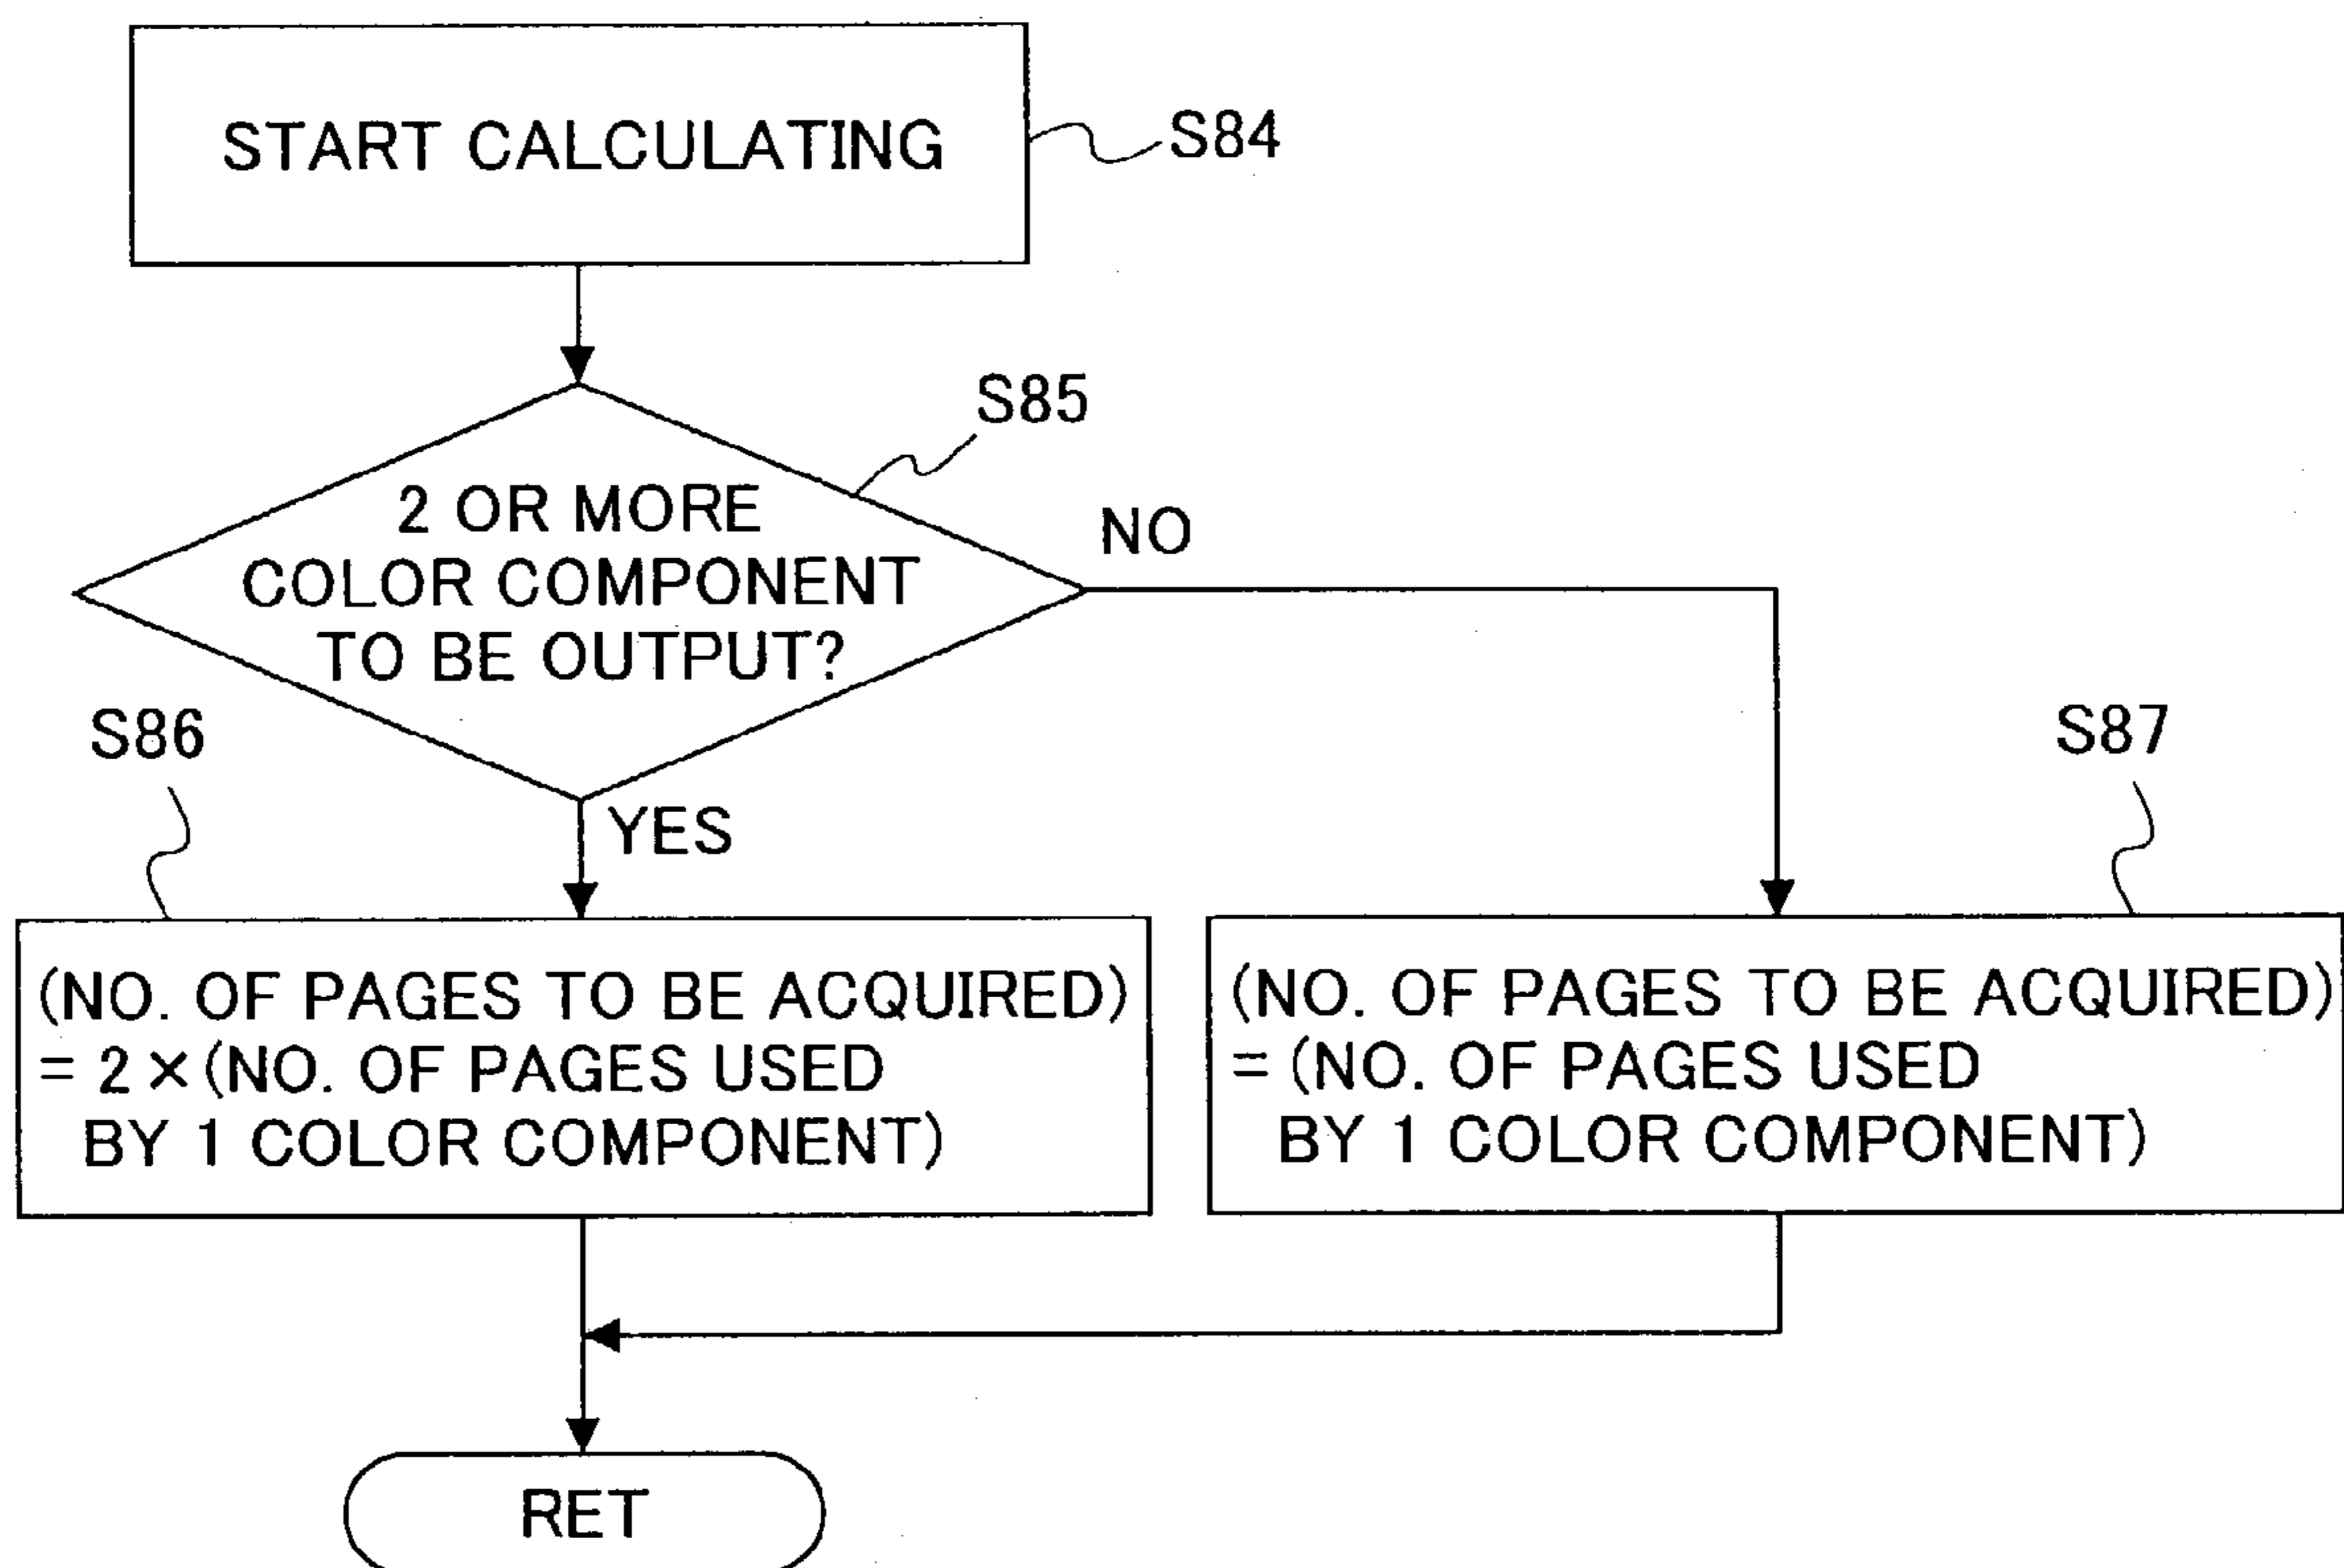 START CALCULATING
S84
S85
2 OR MORE
COLOR COMPONENT
TO BE OUTPUT?
NO
YES
S86
(NO. OF PAGES TO BE ACQUIRED)
= 2 × (NO. OF PAGES USED
BY 1 COLOR COMPONENT)
S87
(NO. OF PAGES TO BE ACQUIRED)
= (NO. OF PAGES USED
BY 1 COLOR COMPONENT)
RET